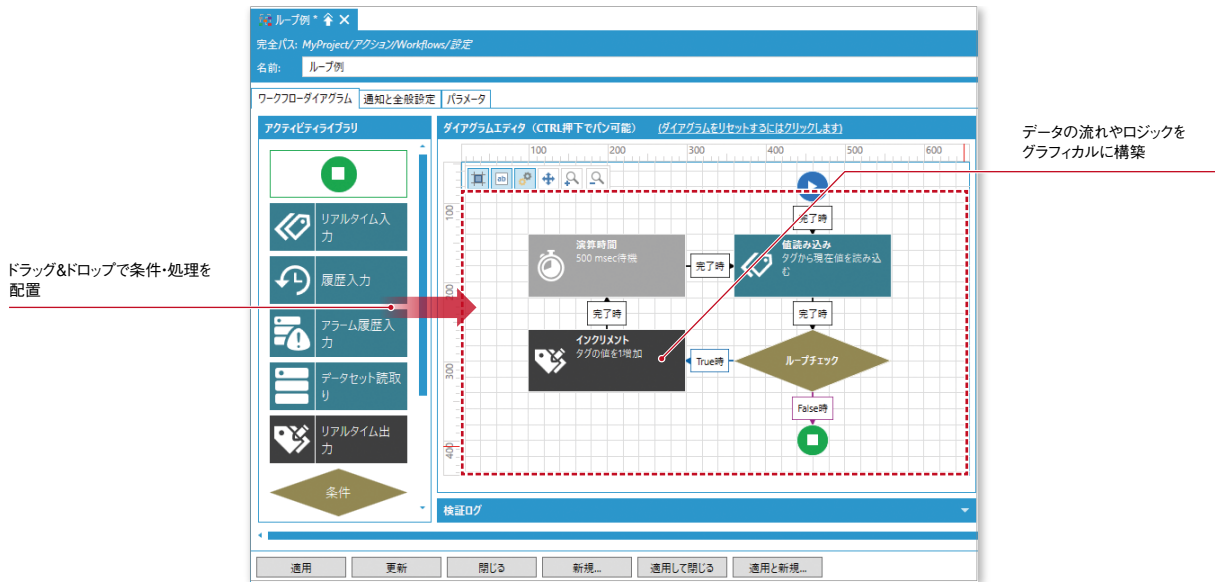 ループ例 *
完全パス: MyProject/アクション/Workflows/設定
名前: ループ例
ワークフローダイアグラム 通知と全般設定 パラメータ
アクティビティライブラリ
リアルタイム入
力
履歴入力
アラーム履歴入
力
データセット読取
り
リアルタイム出
力
条件
ダイアグラムエディタ（CTRL押下でパン可能） (ダイアグラムをリセットするにはクリックします)
100 200 300 400 500 600
100
200
300
400
ab
完了時
演算時間
500 msec待機
完了時
値読み込み
タグから現在値を読み込
む
完了時
完了時
インクリメント
タグの値を1増加
True時
ループチェック
False時
検証ログ
適用 更新 閉じる 新規... 適用して閉じる 適用と新規...
ドラッグ&ドロップで条件・処理を
配置
データの流れやロジックを
グラフィカルに構築